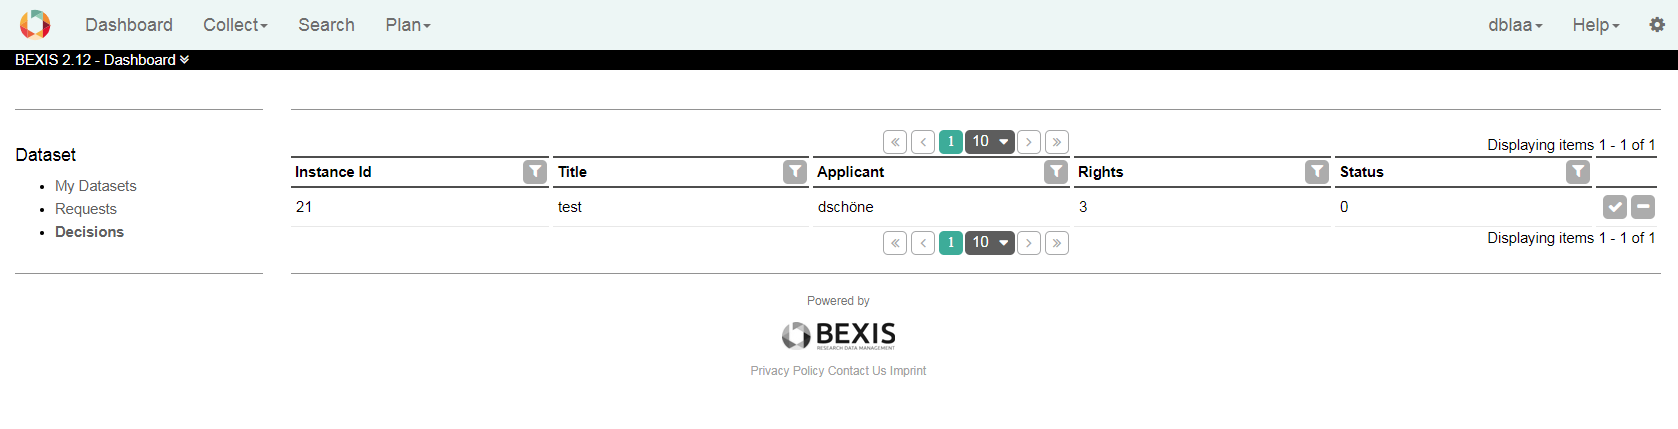 Dashboard Collect Search Plan dblaa Help
BEXIS 2.12 - Dashboard
Dataset
My Datasets
Requests
Decisions
« ‹ 1 10 › »
Displaying items 1 - 1 of 1
Instance Id Title Applicant Rights Status
21 test dschöne 3 0
« ‹ 1 10 › »
Displaying items 1 - 1 of 1
Powered by
BEXIS
RESEARCH DATA MANAGEMENT
Privacy Policy Contact Us Imprint